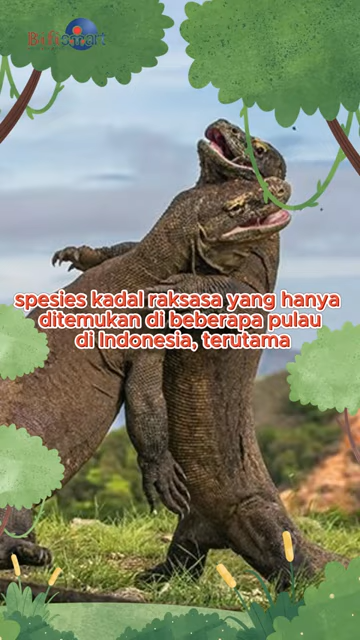 spesies kadal raksasa yang hanya
ditemukan di beberapa pulau
di Indonesia, terutama